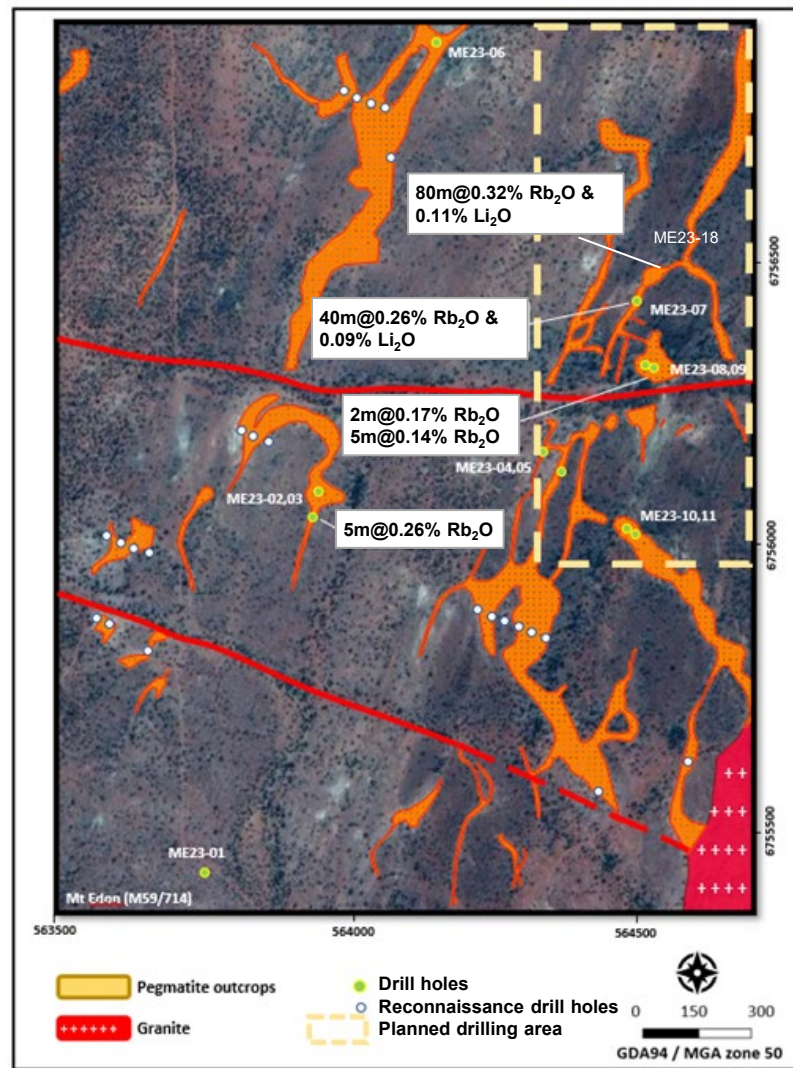 ME23-06
80m@0.32% Rb₂O &
0.11% Li₂O
ME23-18
6756500
40m@0.26% Rb₂O &
0.09% Li₂O
ME23-07
ME23-08,09
2m@0.17% Rb₂O
5m@0.14% Rb₂O
ME23-04,05
ME23-02,03
5m@0.26% Rb₂O
ME23-10,11
6756000
6755500
ME23-01
Mt Edon (M59/714)
563500
564000
564500
Pegmatite outcrops
Granite
Drill holes
Reconnaissance drill holes
Planned drilling area
0 150 300
GDA94 / MGA zone 50